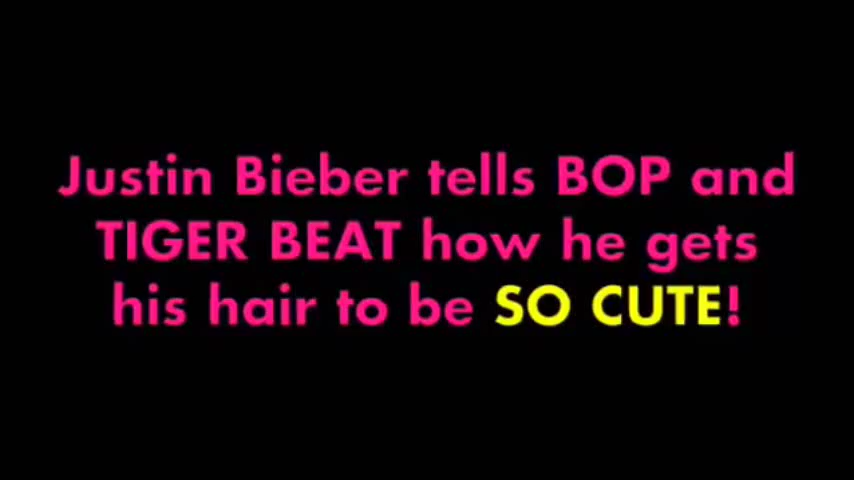 Justin Bieber tells BOP and
TIGER BEAT how he gets
his hair to be SO CUTE!